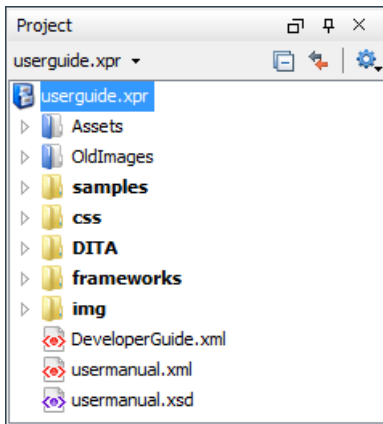 Project
userguide.xpr
userguide.xpr
Assets
OldImages
samples
css
DITA
frameworks
img
DeveloperGuide.xml
usermanual.xml
usermanual.xsd